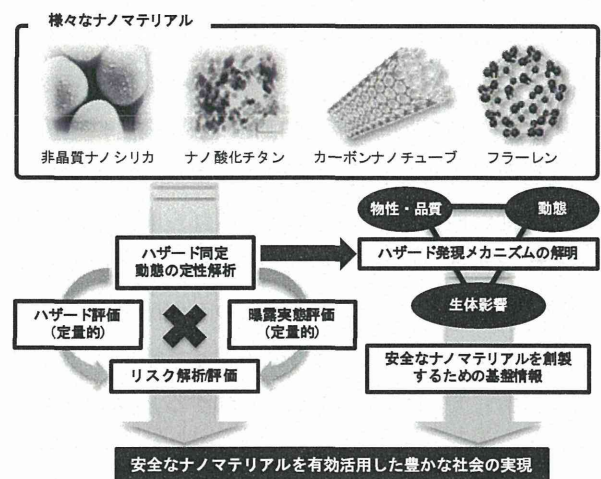 様々なナノマテリアル
非晶質ナノシリカ
ナノ酸化チタン
カーボンナノチューブ
フラーレン
物性・品質
動態
ハザード同定
動態の定性解析
ハザード発現メカニズムの解明
生体影響
ハザード評価
(定量的)
曝露実態評価
(定量的)
リスク解析/評価
安全なナノマテリアルを創製
するための基盤情報
安全なナノマテリアルを有効活用した豊かな社会の実現